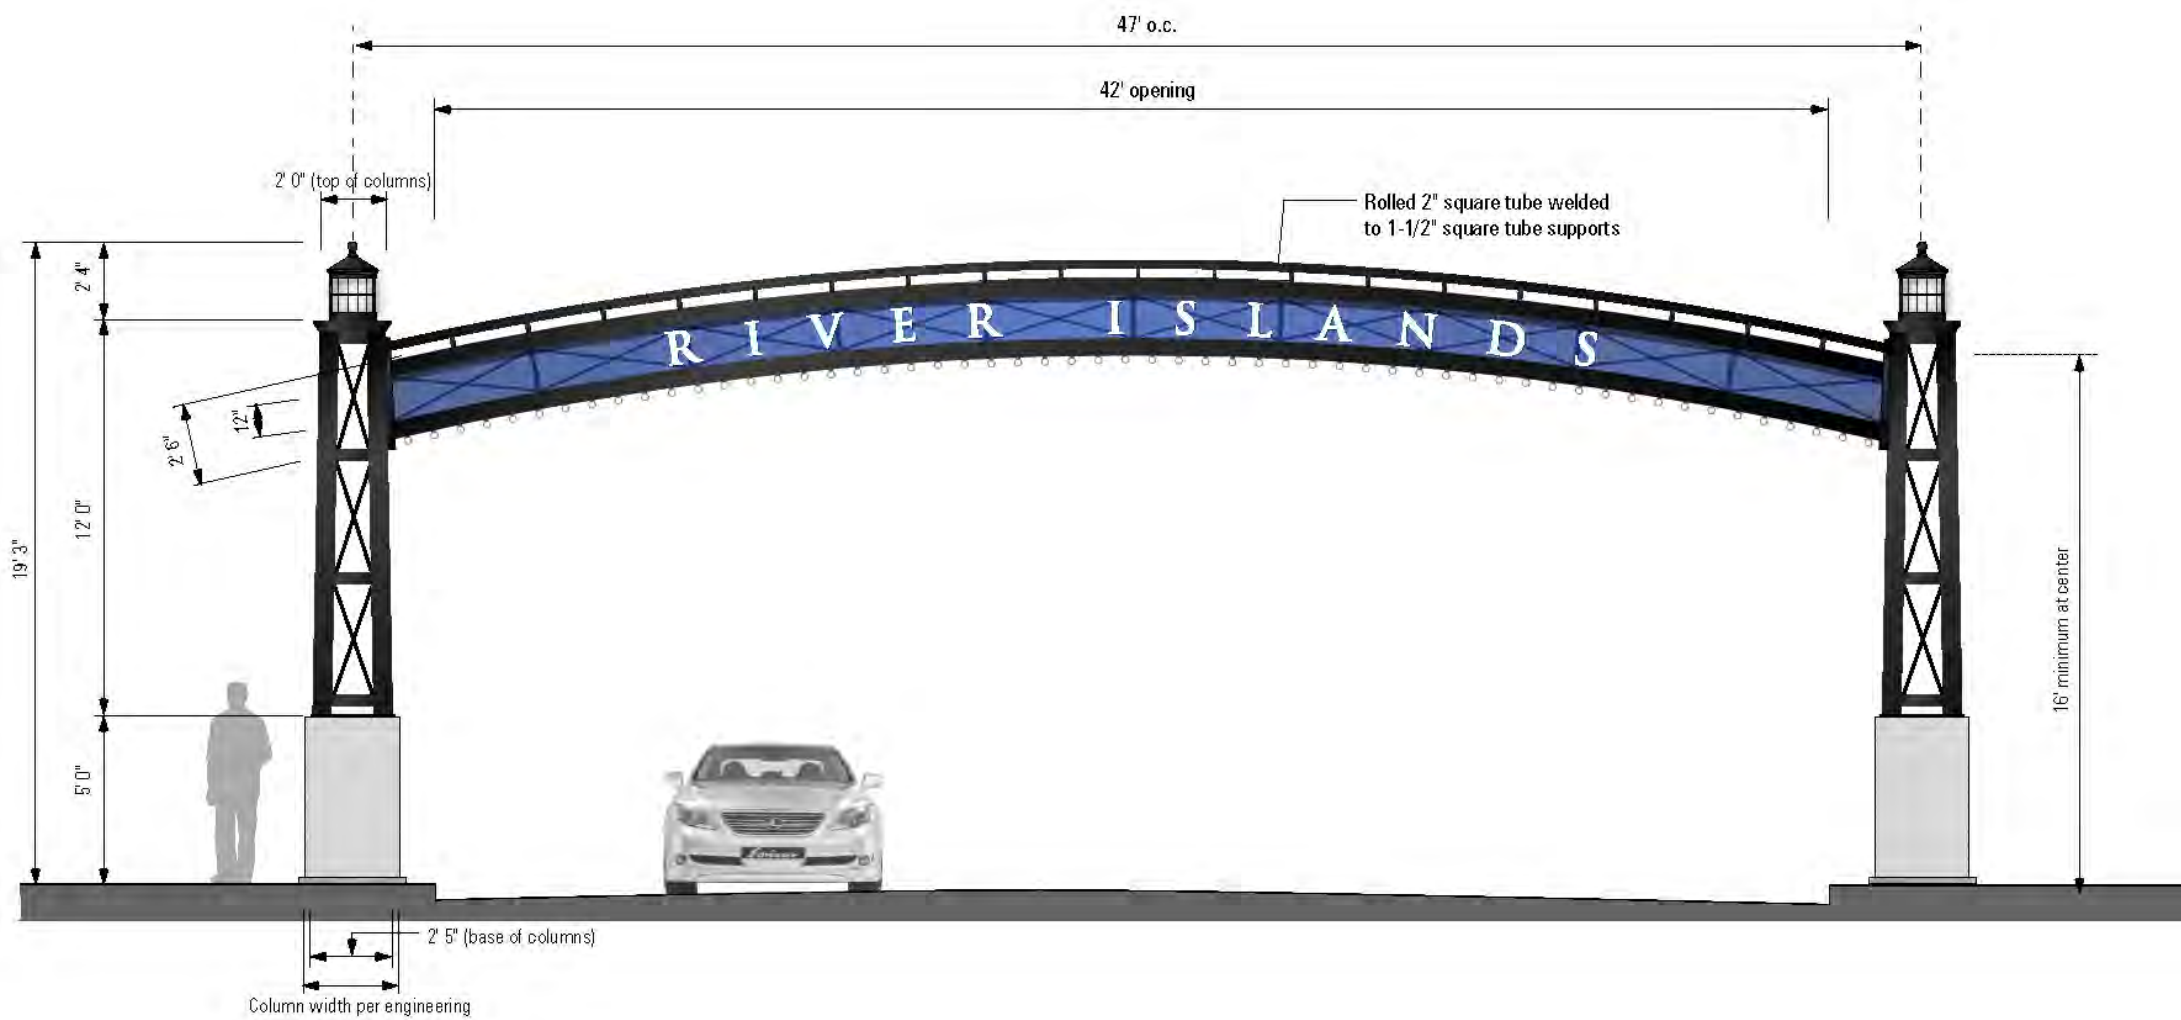 47' o.c.
42' opening
2' 0" (top of columns)
Rolled 2" square tube welded
to 1-1/2" square tube supports
2' 4"
RIVER ISLANDS
12"
2' 6"
12' 0"
19' 3"
16' minimum at center
5' 0"
2' 5" (base of columns)
Column width per engineering